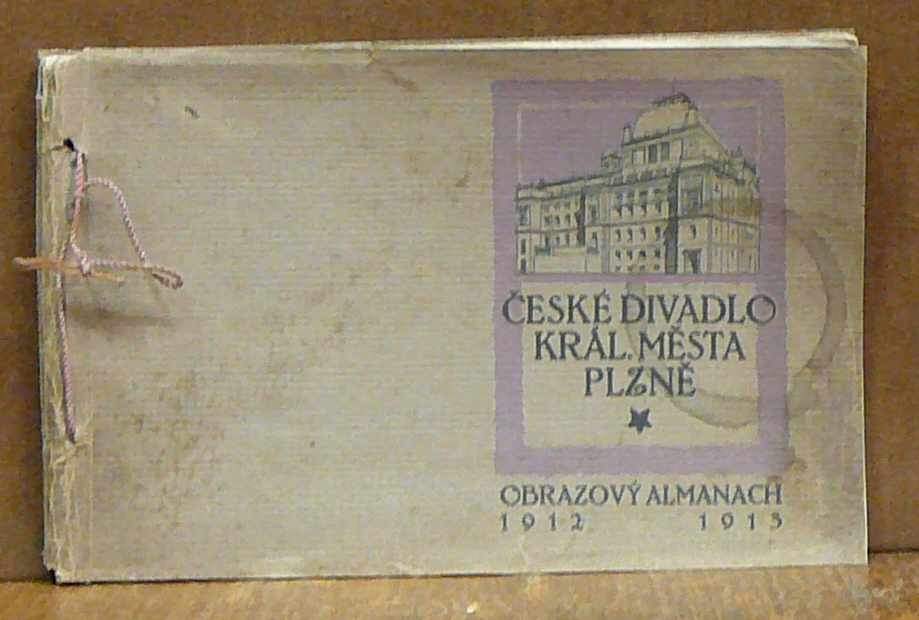 ČESKÉ DIVADLO
KRÁL. MĚSTA
PLZNĚ
OBRAZOVÝ ALMANACH
1912 1913